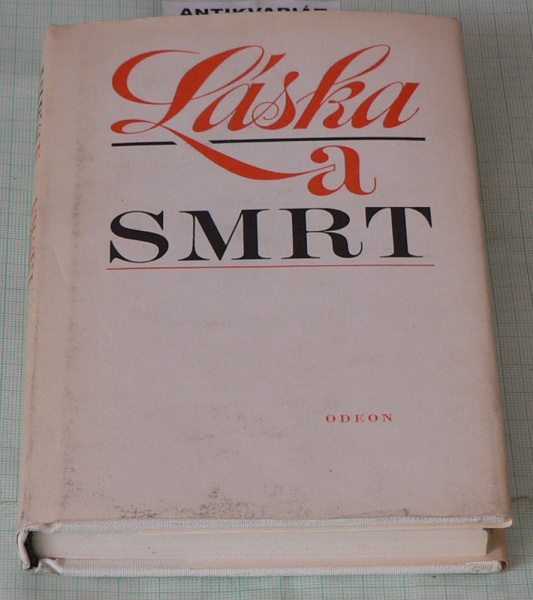 ANTIKVARIÁT
Láska
a
SMRT
ODEON